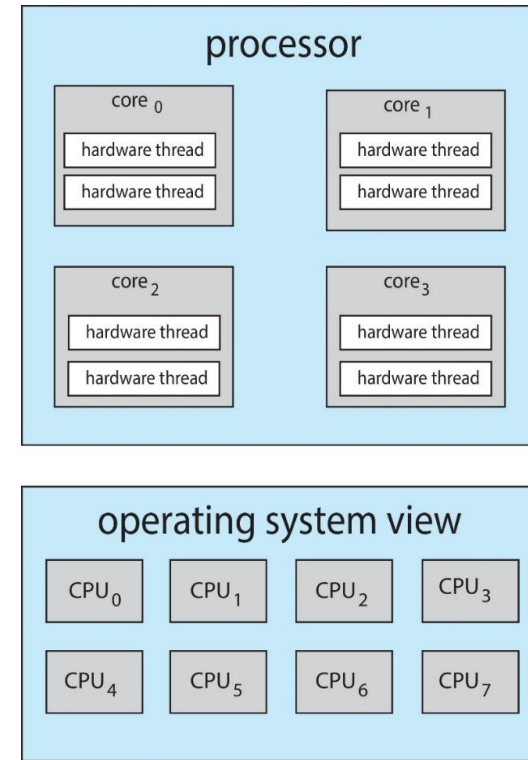 processor
core 0
hardware thread
hardware thread
core 1
hardware thread
hardware thread
core 2
hardware thread
hardware thread
core 3
hardware thread
hardware thread
operating system view
CPU0 CPU1 CPU2 CPU3
CPU4 CPU5 CPU6 CPU7